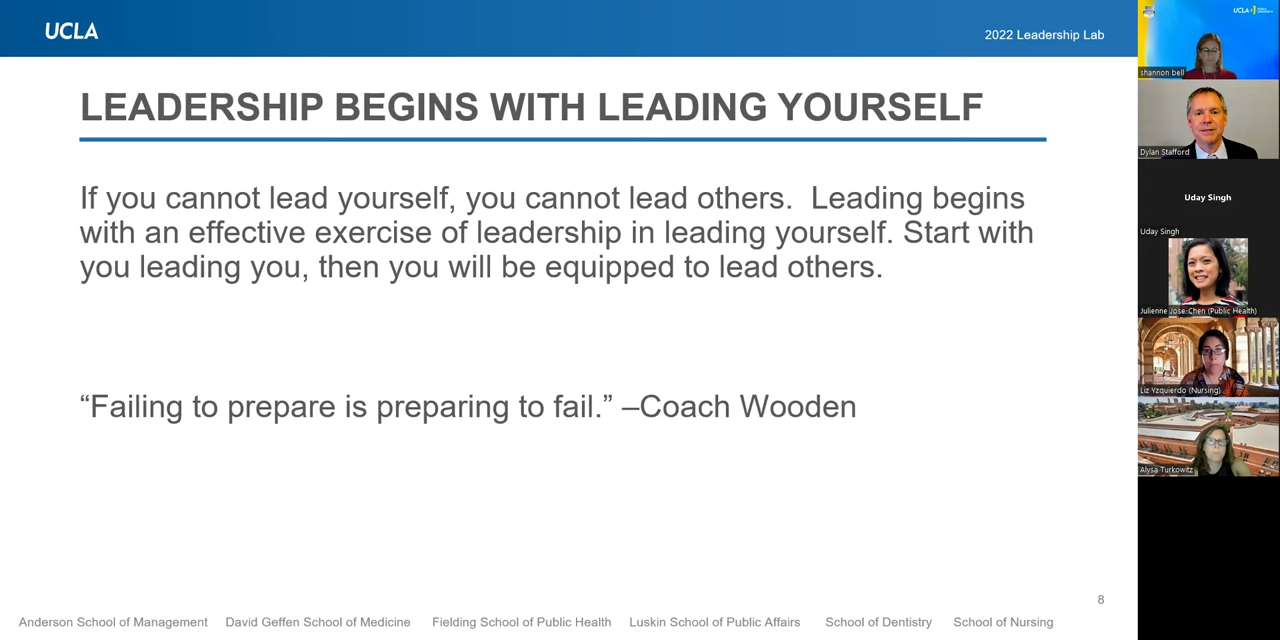 UCLA
2022 Leadership Lab
LEADERSHIP BEGINS WITH LEADING YOURSELF
If you cannot lead yourself, you cannot lead others.  Leading begins
with an effective exercise of leadership in leading yourself. Start with
you leading you, then you will be equipped to lead others.
“Failing to prepare is preparing to fail.” –Coach Wooden
8
Anderson School of Management David Geffen School of Medicine Fielding School of Public Health Luskin School of Public Affairs School of Dentistry School of Nursing
UCLA
shannon bell
Dylan Stafford
Uday Singh
Uday Singh
Julienne Jose-Chen (Public Health)
Liz Yzquierdo (Nursing)
Alysa Turkowitz